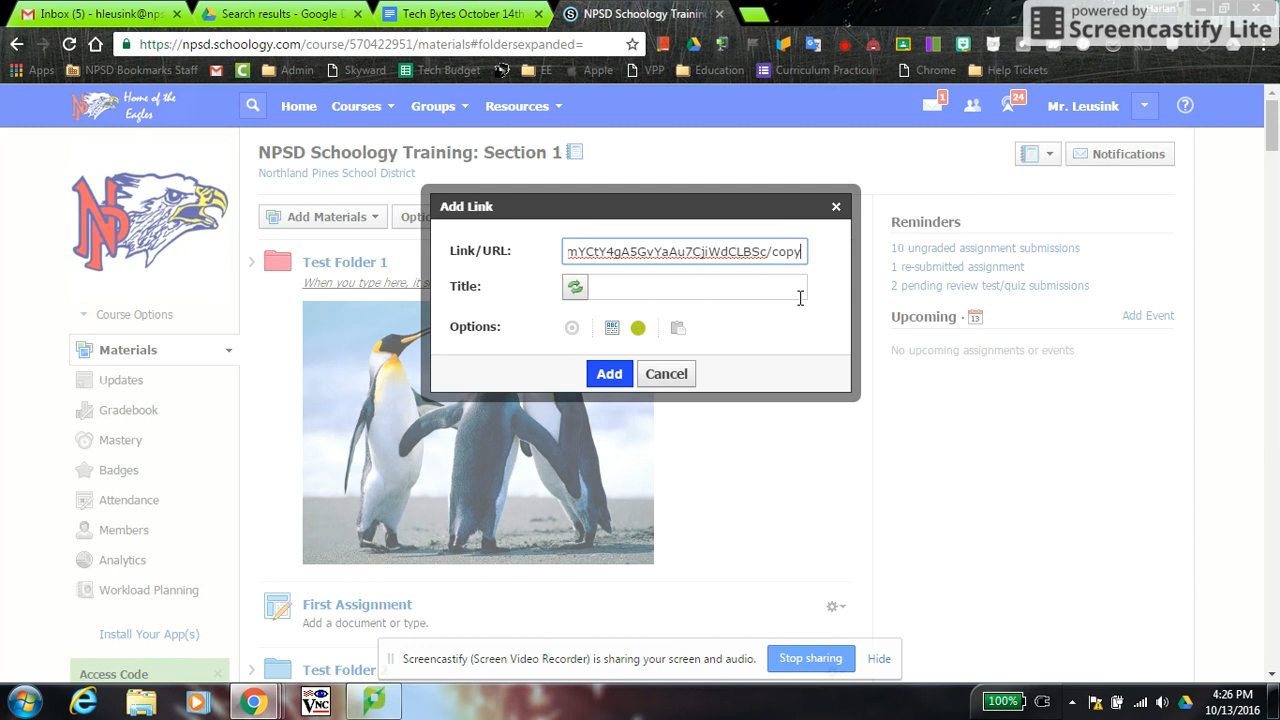 Inbox (5) - hleusink@nps
Search results - Google D
Tech Bytes October 14th
NPSD Schoology Training
Harlan
powered by
Screencastify Lite
https://npsd.schoology.com/course/570422951/materials#foldersexpanded=
Apps
NPSD Bookmarks Staff
Admin
Skyward
Tech Budget
EE
Apple
VPP
Education
Curriculum Practicum
Chrome
Help Tickets
Home of the
Eagles
Home
Courses
Groups
Resources
1
24
Mr. Leusink
NPSD Schoology Training: Section 1
Northland Pines School District
Notifications
Add Materials
Opti
Add Link
Link/URL:
mYCtY4gA5GvYaAu7CjiWdCLBSc/copy
Title:
Options:
Add
Cancel
Test Folder 1
When you type here, it s
NP
Course Options
Materials
Updates
Gradebook
Mastery
Badges
Attendance
Members
Analytics
Workload Planning
Install Your App(s)
Access Code
Reminders
10 ungraded assignment submissions
1 re-submitted assignment
2 pending review test/quiz submissions
Upcoming · 13
Add Event
No upcoming assignments or events
First Assignment
Add a document or type.
Test Folder
Screencastify (Screen Video Recorder) is sharing your screen and audio.
Stop sharing
Hide
VNC
100%
4:26 PM
10/13/2016